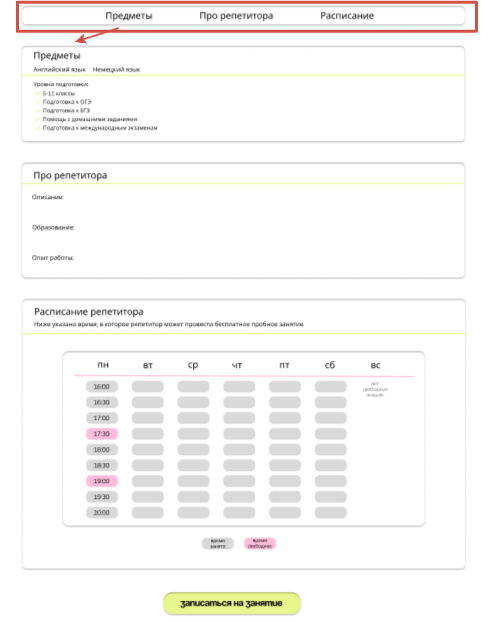 Предметы Про репетитора Расписание
Предметы
Английский язык Немецкий язык
Уровни подготовки:
5-11 классы
Подготовка к ОГЭ
Подготовка к ЕГЭ
Помощь с домашними заданиями
Подготовка к международным экзаменам
Про репетитора
Описание:
Образование:
Опыт работы:
Расписание репетитора
Ниже указано время, в которое репетитор может провести бесплатное пробное занятие
пн вт ср чт пт сб вс
16:00
нет
свободных
окошек
16:30
17:00
17:30
18:00
18:30
19:00
19:30
20:00
время
занято
время
свободно
записаться на занятие